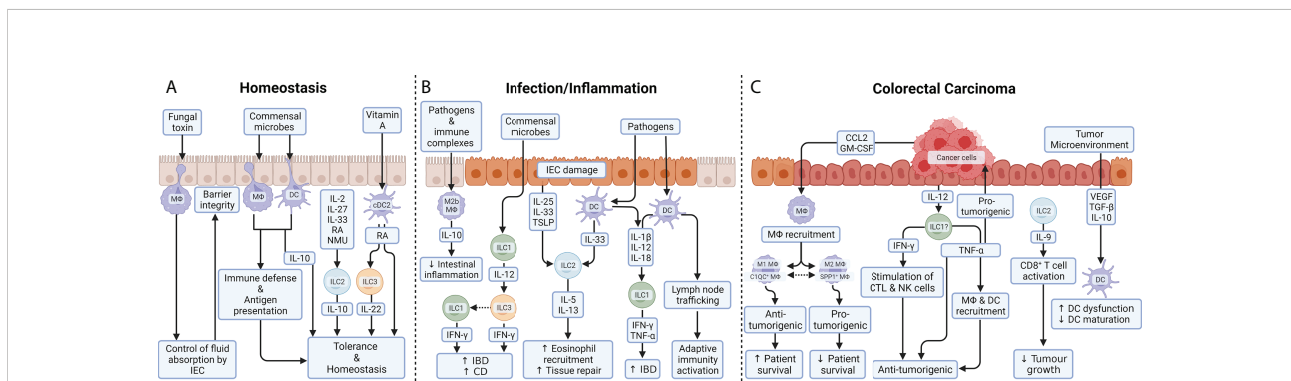 A
Homeostasis
Fungal
toxin
Commensal
microbes
Vitamin
A
MΦ
Barrier
integrity
MΦ
DC
IL-2
IL-27
IL-33
RA
NMU
cDC2
RA
IL-10
Immune defense
&
Antigen
presentation
ILC2
ILC3
IL-10
IL-22
Control of fluid
absorption by
IEC
Tolerance
&
Homeostasis
B
Infection/Inflammation
Pathogens
&
immune
complexes
Commensal
microbes
Pathogens
IEC damage
M2b
MΦ
IL-10
↓ Intestinal
inflammation
ILC1
IL-12
ILC1
ILC3
IFN-γ
IFN-γ
↑ IBD
↑ CD
IL-25
IL-33
TSLP
DC
IL-33
DC
ILC2
IL-5
IL-13
↑ Eosinophil
recruitment
↑ Tissue repair
IL-1β
IL-12
IL-18
ILC1
IFN-γ
TNF-α
↑ IBD
Lymph node
trafficking
Adaptive
immunity
activation
C
Colorectal Carcinoma
CCL2
GM-CSF
Cancer cells
Tumor
Microenvironment
MΦ
MΦ recruitment
M1 MΦ
C1QC⁺ MΦ
M2 MΦ
SPP1⁺ MΦ
Anti-
tumorigenic
Pro-
tumorigenic
↑ Patient
survival
↓ Patient
survival
IL-12
Pro-
tumorigenic
ILC1?
IFN-γ
TNF-α
Stimulation of
CTL & NK cells
MΦ & DC
recruitment
Anti-tumorigenic
ILC2
IL-9
CD8⁺ T cell
activation
↓ Tumour
growth
VEGF
TGF-β
IL-10
DC
↑ DC dysfunction
↓ DC maturation